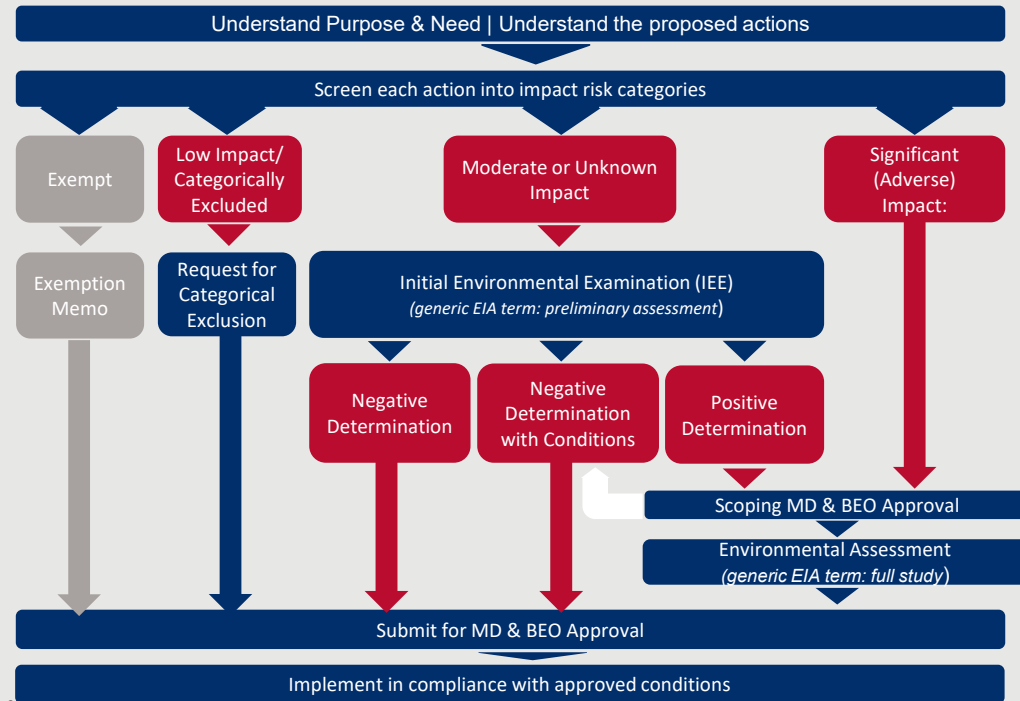 Understand Purpose & Need | Understand the proposed actions
Screen each action into impact risk categories
Exempt
Low Impact/
Categorically
Excluded
Moderate or Unknown
Impact
Significant
(Adverse)
Impact:
Exemption
Memo
Request for
Categorical
Exclusion
Initial Environmental Examination (IEE)
(generic EIA term: preliminary assessment)
Negative
Determination
Negative
Determination
with Conditions
Positive
Determination
Scoping MD & BEO Approval
Environmental Assessment
(generic EIA term: full study)
Submit for MD & BEO Approval
Implement in compliance with approved conditions